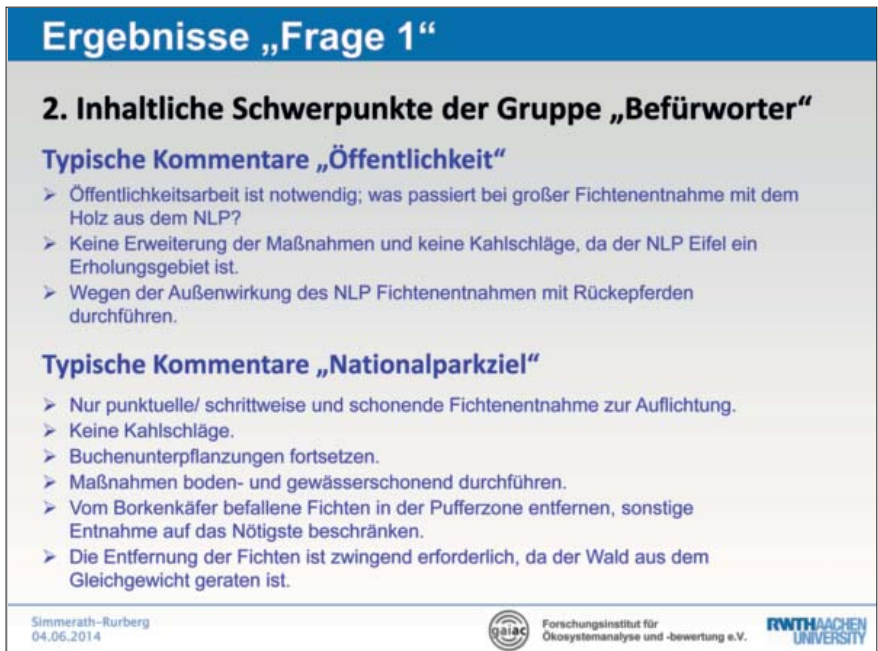 Ergebnisse „Frage 1“
2. Inhaltliche Schwerpunkte der Gruppe „Befürworter“
Typische Kommentare „Öffentlichkeit“
➢ Öffentlichkeitsarbeit ist notwendig; was passiert bei großer Fichtenentnahme mit dem
Holz aus dem NLP?
➢ Keine Erweiterung der Maßnahmen und keine Kahlschläge, da der NLP Eifel ein
Erholungsgebiet ist.
➢ Wegen der Außenwirkung des NLP Fichtenentnahmen mit Rückepferden
durchführen.
Typische Kommentare „Nationalparkziel“
➢ Nur punktuelle/ schrittweise und schonende Fichtenentnahme zur Auflichtung.
➢ Keine Kahlschläge.
➢ Buchenunterpflanzungen fortsetzen.
➢ Maßnahmen boden- und gewässerschonend durchführen.
➢ Vom Borkenkäfer befallene Fichten in der Pufferzone entfernen, sonstige
Entnahme auf das Nötigste beschränken.
➢ Die Entfernung der Fichten ist zwingend erforderlich, da der Wald aus dem
Gleichgewicht geraten ist.
Simmerath–Rurberg
04.06.2014
gaiac
Forschungsinstitut für
Ökosystemanalyse und -bewertung e.V.
RWTHAACHEN
UNIVERSITY